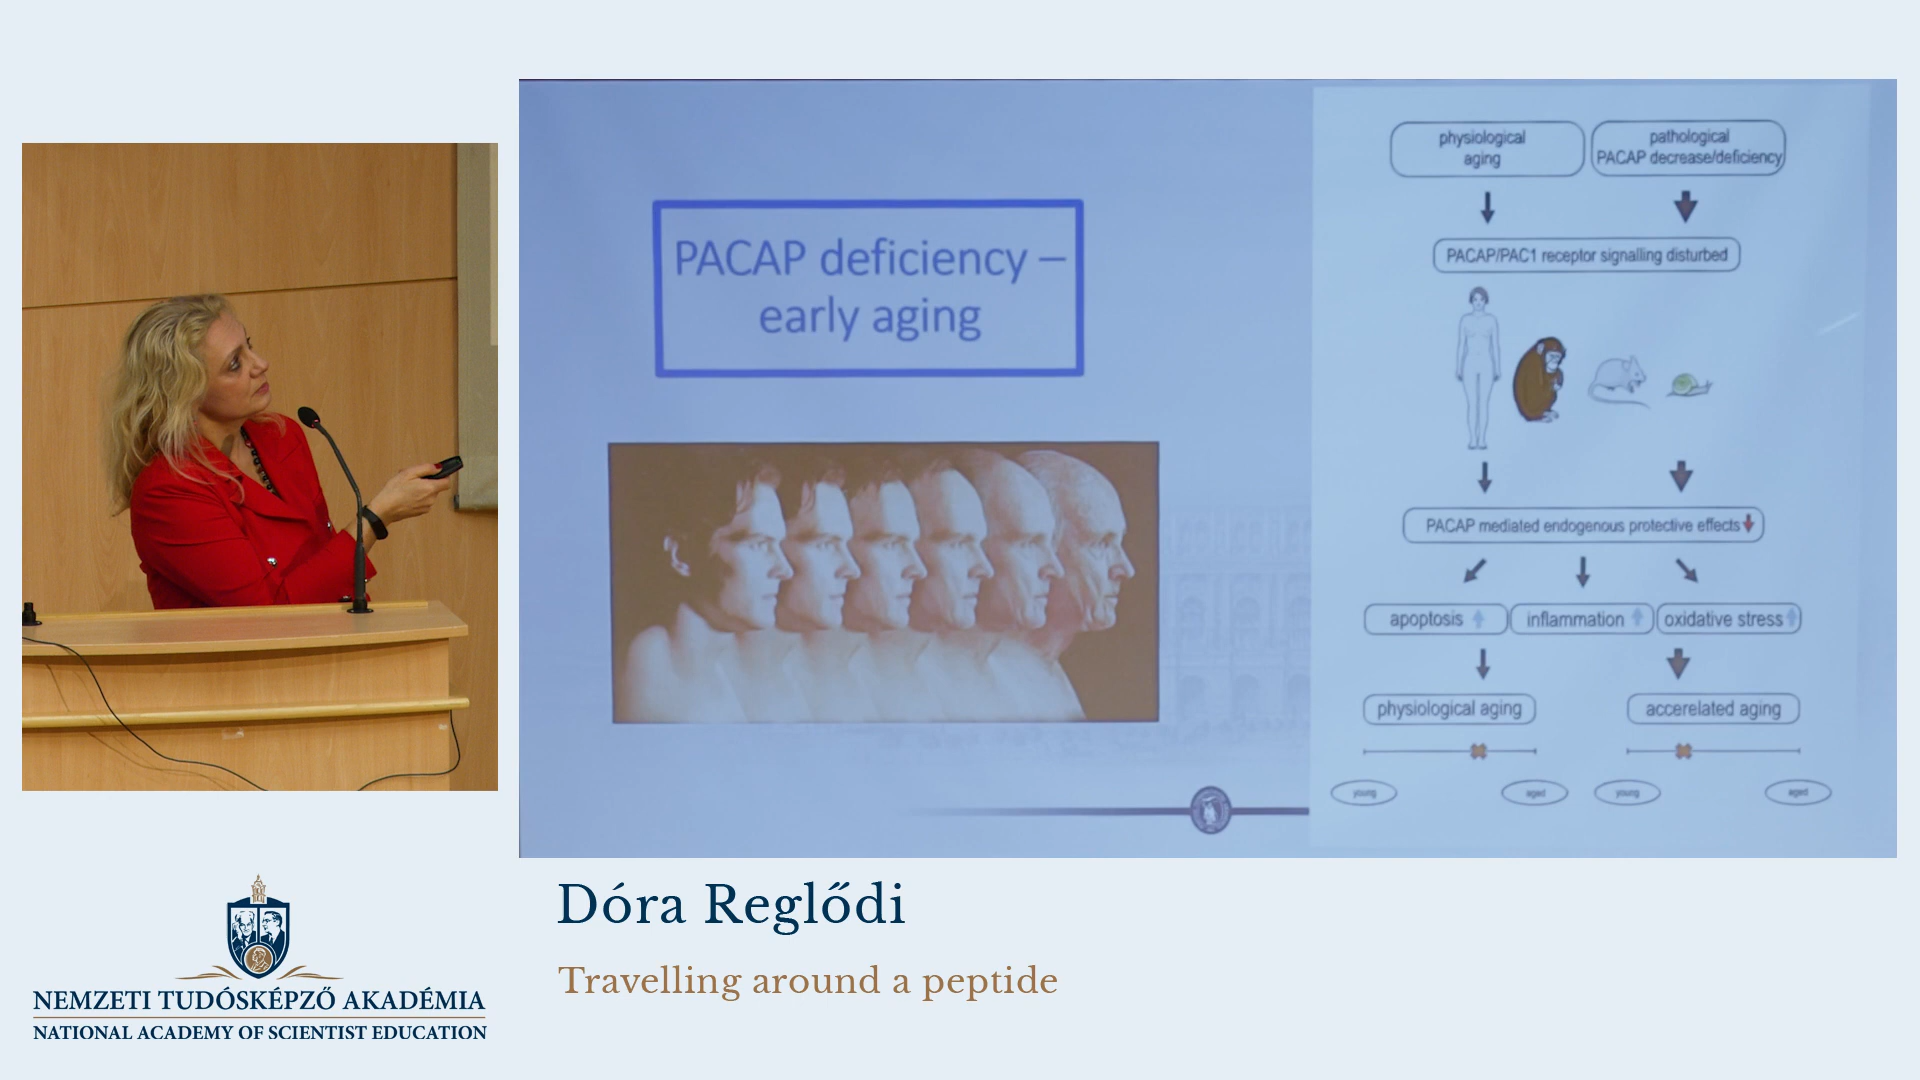 PACAP deficiency –
early aging
physiological
aging
pathological
PACAP decrease/deficiency
PACAP/PAC1 receptor signalling disturbed
PACAP mediated endogenous protective effects
apoptosis
inflammation
oxidative stress
physiological aging
accerelated aging
young
aged
young
aged
Dóra Reglődi
Travelling around a peptide
NEMZETI TUDÓSKÉPZŐ AKADÉMIA
NATIONAL ACADEMY OF SCIENTIST EDUCATION